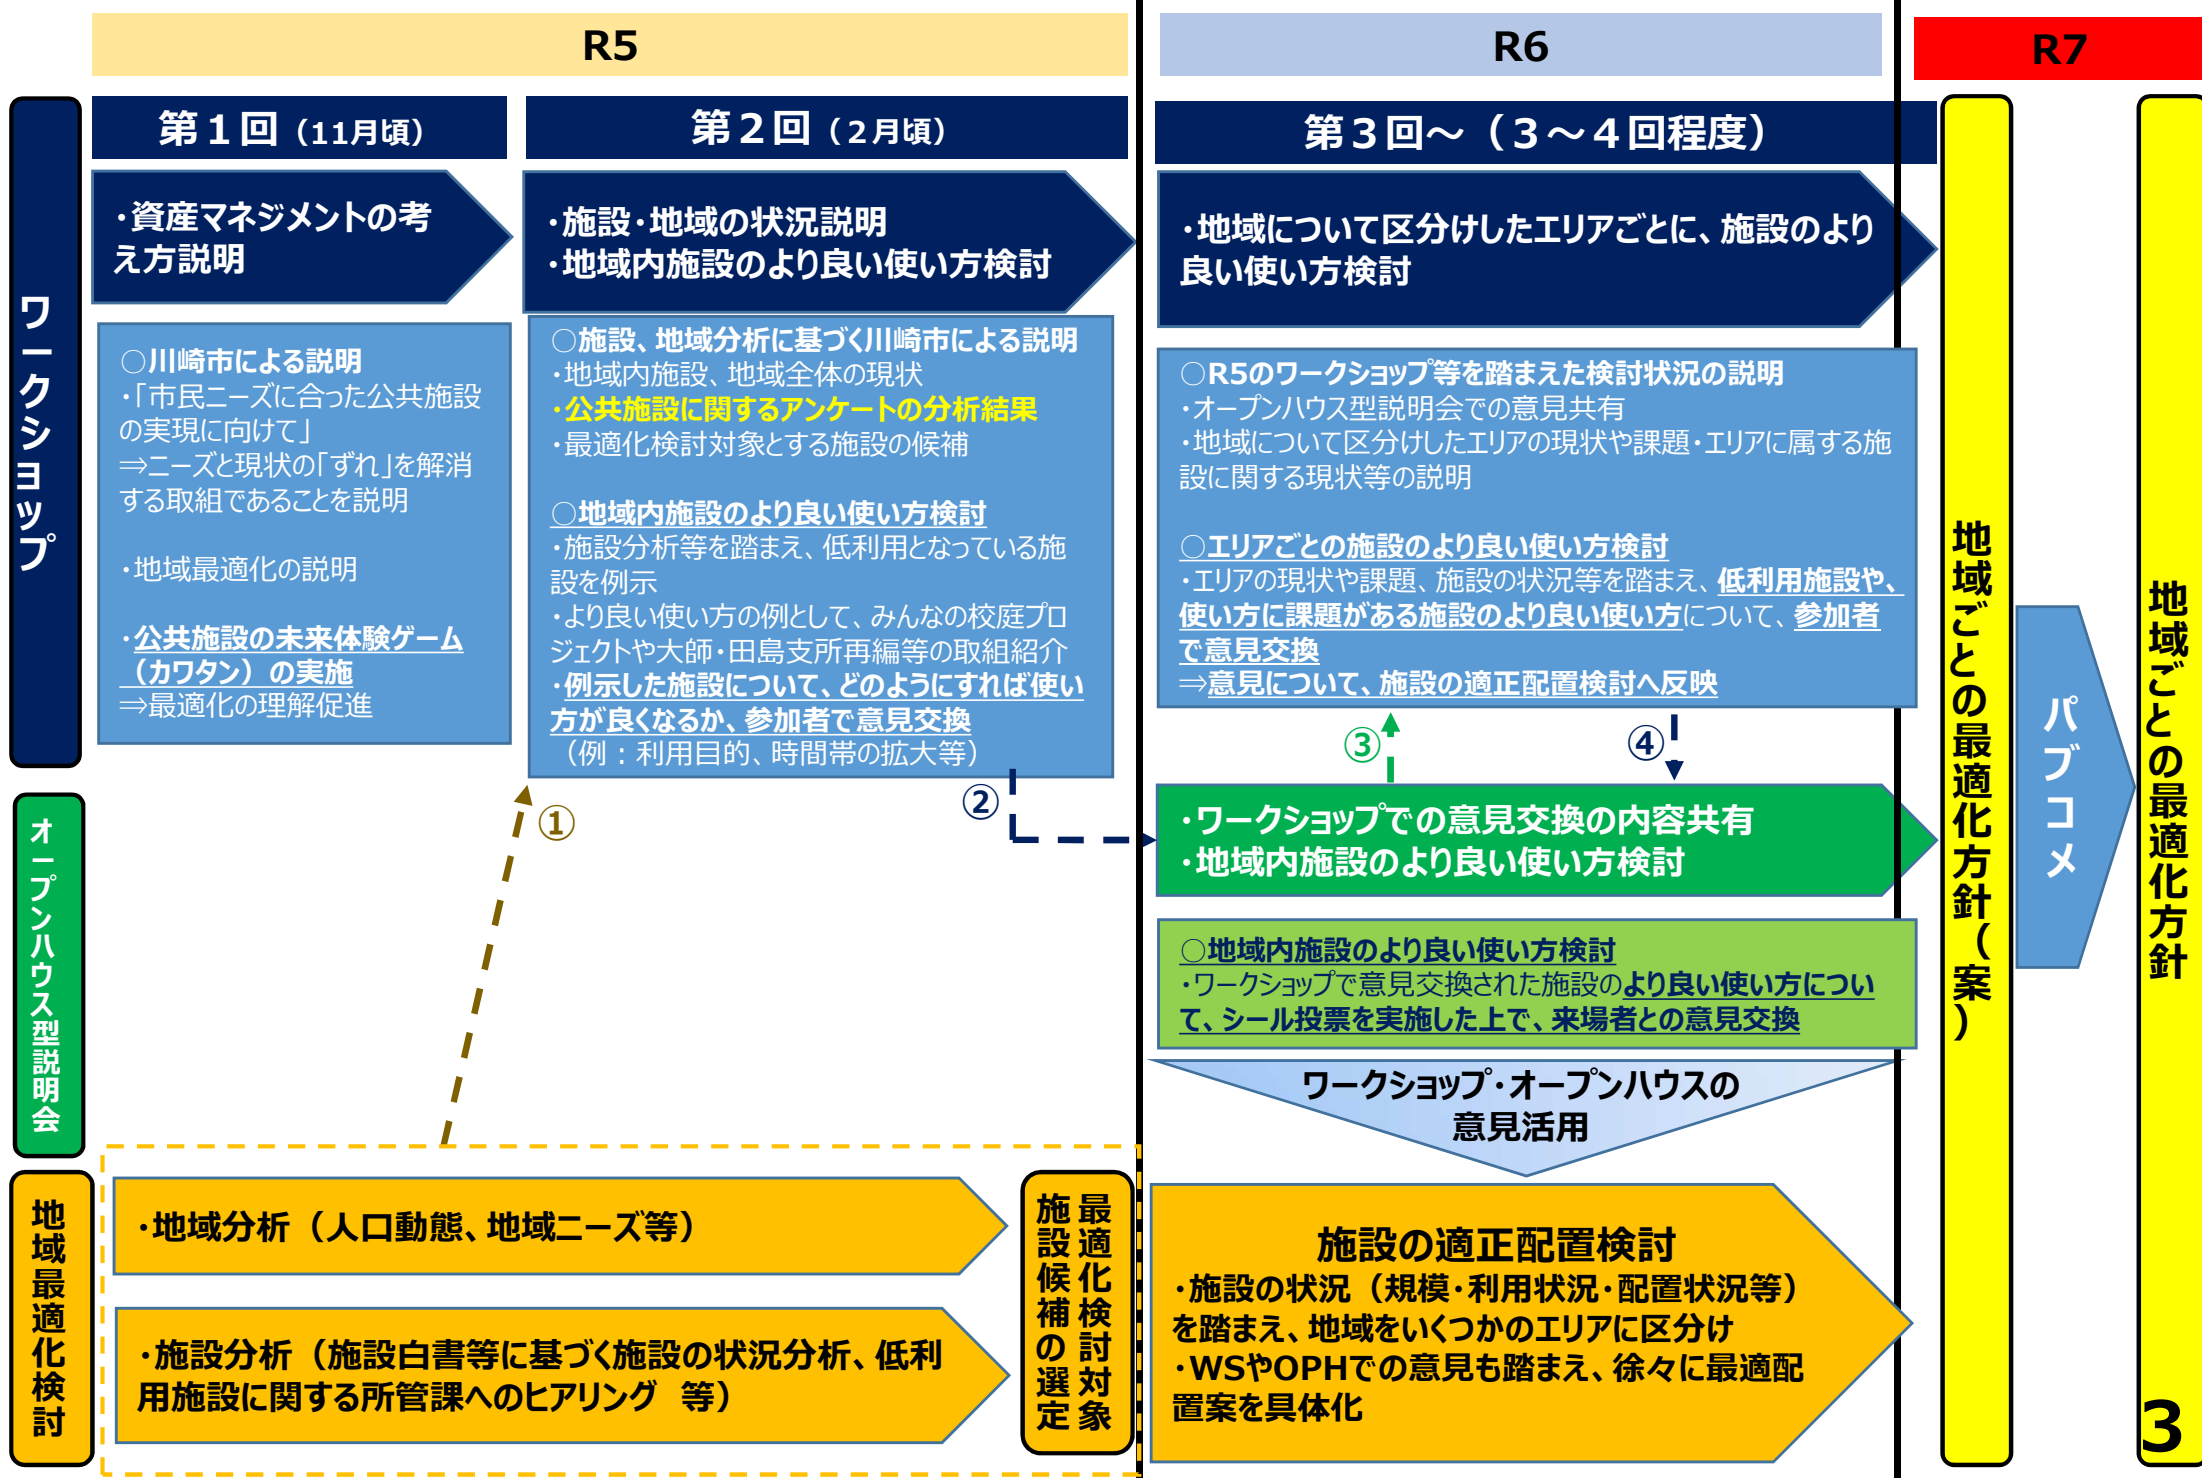 R5
R6
R7
ワークショップ
第１回（11月頃）
・資産マネジメントの考
え方説明
○川崎市による説明
・「市民ニーズに合った公共施設
の実現に向けて」
⇒ニーズと現状の「ずれ」を解消
する取組であることを説明
・地域最適化の説明
・公共施設の未来体験ゲーム
（カワタン）の実施
⇒最適化の理解促進
第２回（２月頃）
・施設・地域の状況説明
・地域内施設のより良い使い方検討
○施設、地域分析に基づく川崎市による説明
・地域内施設、地域全体の現状
・公共施設に関するアンケートの分析結果
・最適化検討対象とする施設の候補
○地域内施設のより良い使い方検討
・施設分析等を踏まえ、低利用となっている施
設を例示
・より良い使い方の例として、みんなの校庭プロ
ジェクトや大師・田島支所再編等の取組紹介
・例示した施設について、どのようにすれば使い
方が良くなるか、参加者で意見交換
（例：利用目的、時間帯の拡大等）
第３回～（３～４回程度）
・地域について区分けしたエリアごとに、施設のより
良い使い方検討
○R5のワークショップ等を踏まえた検討状況の説明
・オープンハウス型説明会での意見共有
・地域について区分けしたエリアの現状や課題・エリアに属する施
設に関する現状等の説明
○エリアごとの施設のより良い使い方検討
・エリアの現状や課題、施設の状況等を踏まえ、低利用施設や、
使い方に課題がある施設のより良い使い方について、参加者
で意見交換
⇒意見について、施設の適正配置検討へ反映
①
②
③
④
オープンハウス型説明会
・ワークショップでの意見交換の内容共有
・地域内施設のより良い使い方検討
○地域内施設のより良い使い方検討
・ワークショップで意見交換された施設のより良い使い方につい
て、シール投票を実施した上で、来場者との意見交換
ワークショップ・オープンハウスの
意見活用
地域最適化検討
・地域分析（人口動態、地域ニーズ等）
・施設分析（施設白書等に基づく施設の状況分析、低利
用施設に関する所管課へのヒアリング　等）
最適化検討対象
施設候補の選定
施設の適正配置検討
・施設の状況（規模・利用状況・配置状況等）
を踏まえ、地域をいくつかのエリアに区分け
・WSやOPHでの意見も踏まえ、徐々に最適配
置案を具体化
地域ごとの最適化方針（案）
パブコメ
地域ごとの最適化方針
3